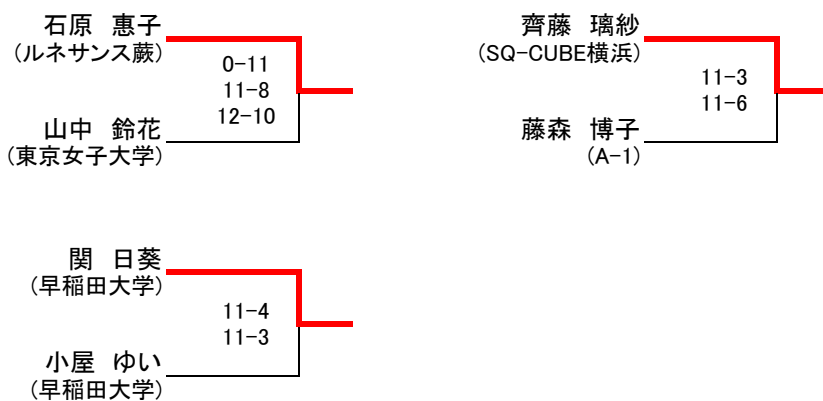 石原　惠子
(ルネサンス蕨)
0-11
11-8
12-10
山中　鈴花
(東京女子大学)
齊藤　璃紗
(SQ-CUBE横浜)
11-3
11-6
藤森　博子
(A-1)
関　日葵
(早稲田大学)
11-4
11-3
小屋　ゆい
(早稲田大学)